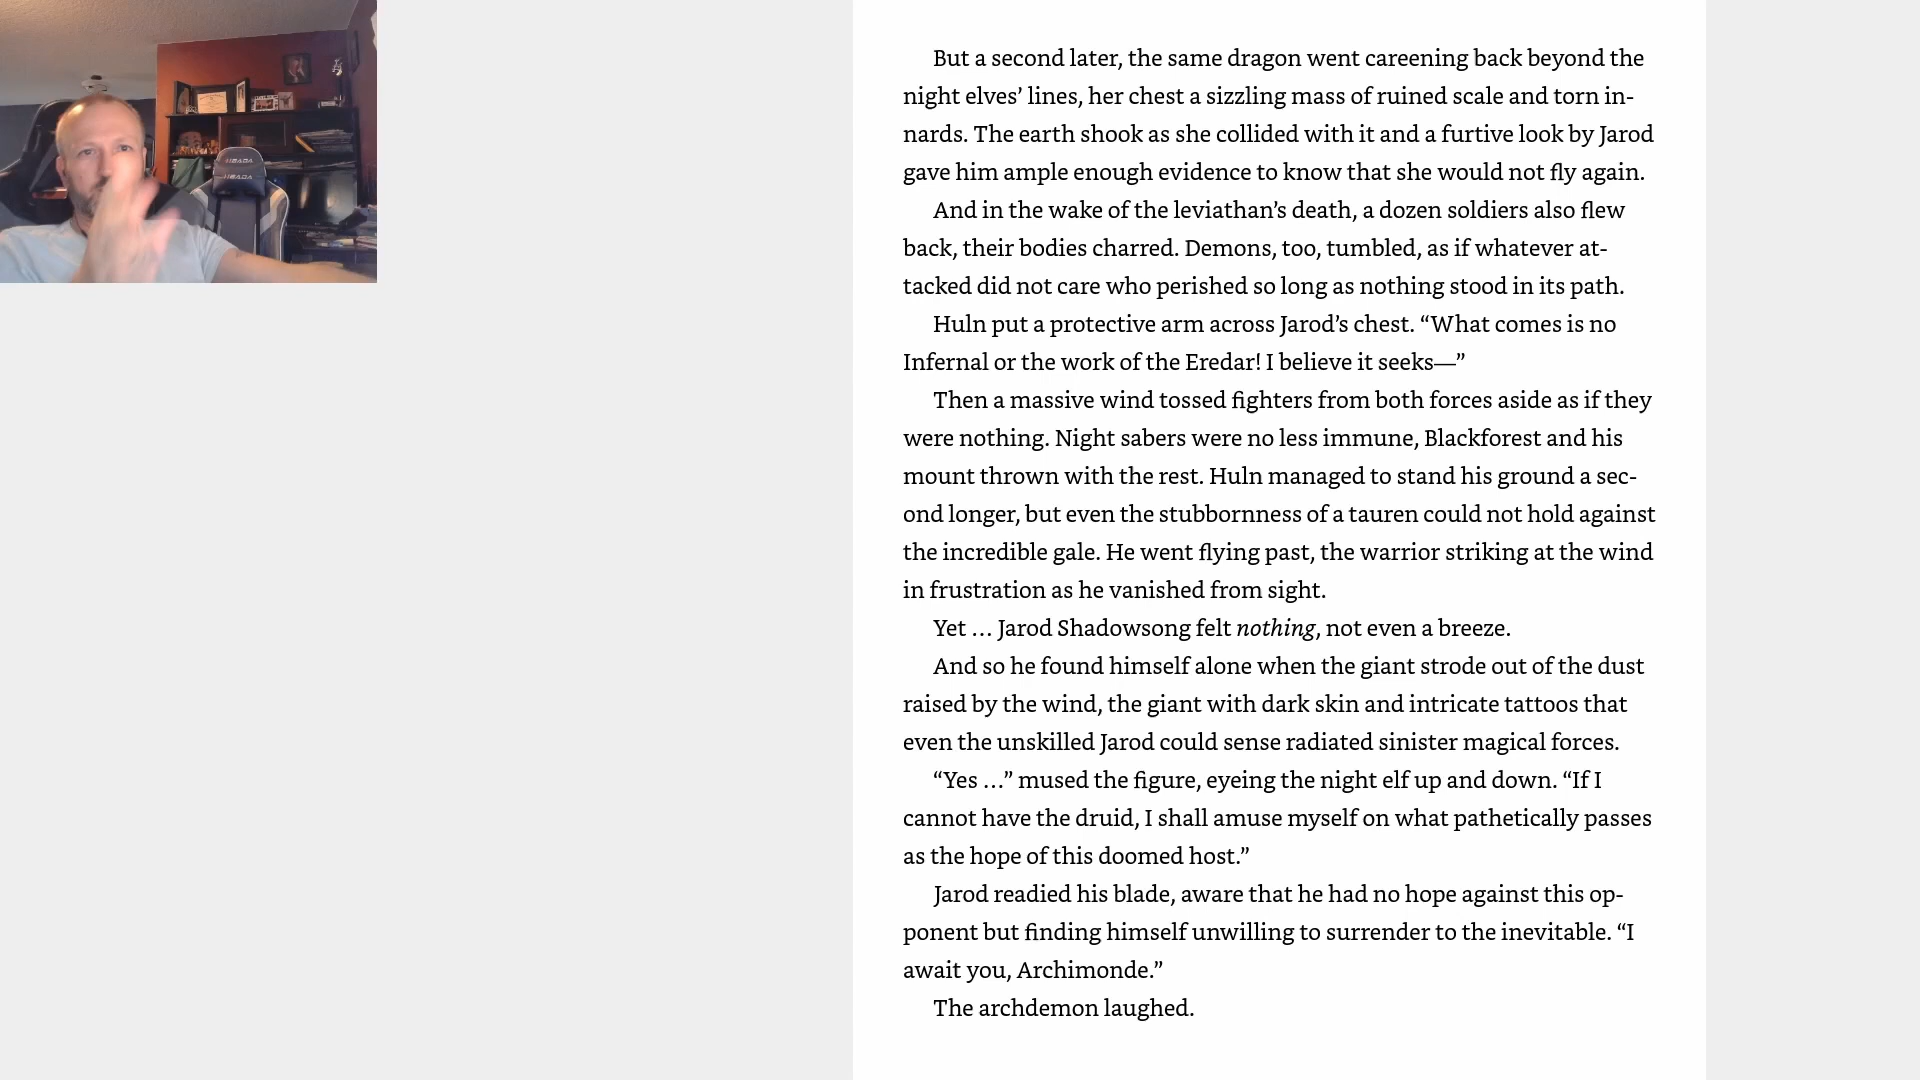 HBADA HBADA
HBADA
But a second later, the same dragon went careening back beyond the
night elves’ lines, her chest a sizzling mass of ruined scale and torn in-
nards. The earth shook as she collided with it and a furtive look by Jarod
gave him ample enough evidence to know that she would not fly again.
And in the wake of the leviathan’s death, a dozen soldiers also flew
back, their bodies charred. Demons, too, tumbled, as if whatever at-
tacked did not care who perished so long as nothing stood in its path.
Huln put a protective arm across Jarod’s chest. “What comes is no
Infernal or the work of the Eredar! I believe it seeks—”
Then a massive wind tossed fighters from both forces aside as if they
were nothing. Night sabers were no less immune, Blackforest and his
mount thrown with the rest. Huln managed to stand his ground a sec-
ond longer, but even the stubbornness of a tauren could not hold against
the incredible gale. He went flying past, the warrior striking at the wind
in frustration as he vanished from sight.
Yet … Jarod Shadowsong felt nothing, not even a breeze.
And so he found himself alone when the giant strode out of the dust
raised by the wind, the giant with dark skin and intricate tattoos that
even the unskilled Jarod could sense radiated sinister magical forces.
“Yes …” mused the figure, eyeing the night elf up and down. “If I
cannot have the druid, I shall amuse myself on what pathetically passes
as the hope of this doomed host.”
Jarod readied his blade, aware that he had no hope against this op-
ponent but finding himself unwilling to surrender to the inevitable. “I
await you, Archimonde.”
The archdemon laughed.